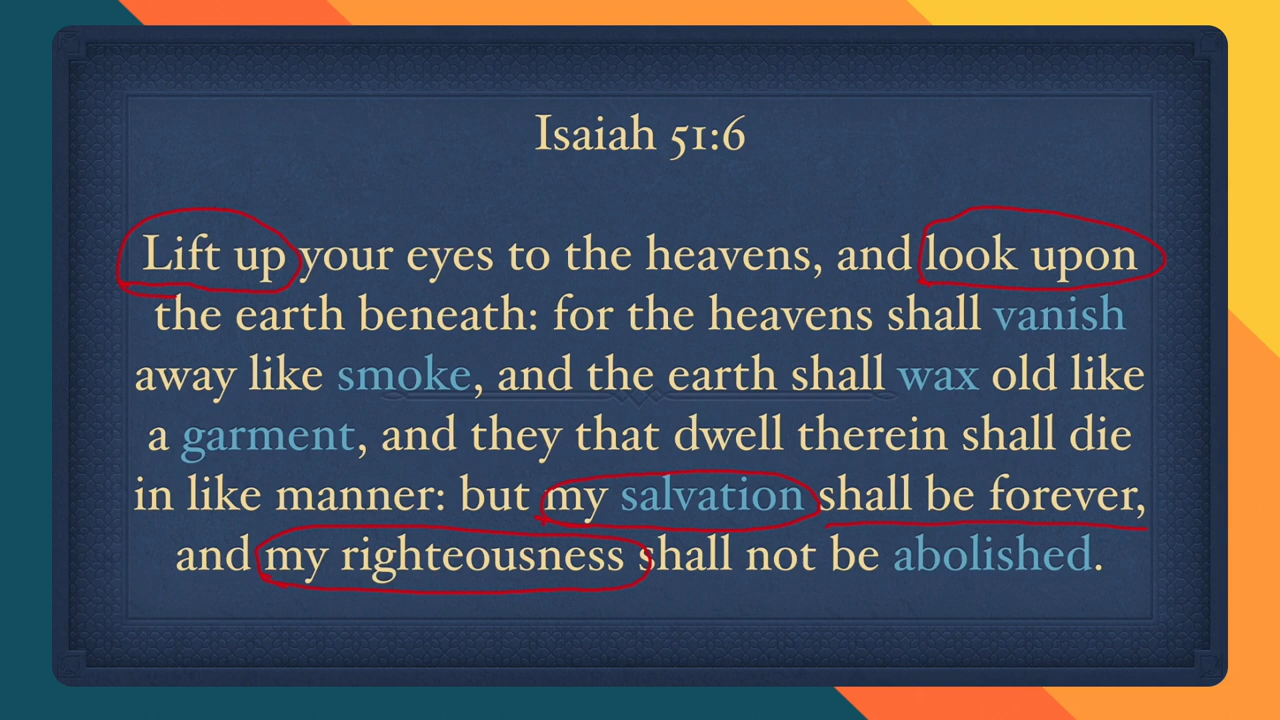 Isaiah 51:6
Lift up your eyes to the heavens, and look upon
the earth beneath: for the heavens shall vanish
away like smoke, and the earth shall wax old like
a garment, and they that dwell therein shall die
in like manner: but my salvation shall be forever,
and my righteousness shall not be abolished.